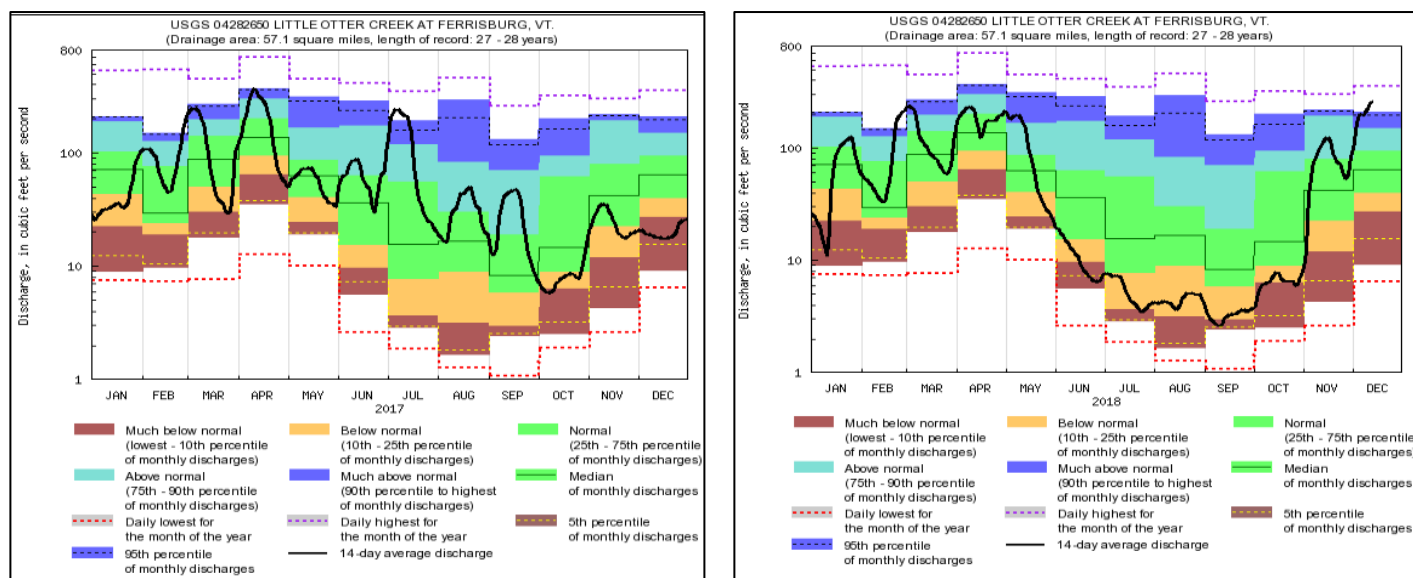 USGS 04282650 LITTLE OTTER CREEK AT FERRISBURG, VT.
(Drainage area: 57.1 square miles, length of record: 27 - 28 years)
Discharge, in cubic feet per second
800
100
10
1
JAN FEB MAR APR MAY JUN JUL AUG SEP OCT NOV DEC
2017
Much below normal
(lowest - 10th percentile
of monthly discharges)
Below normal
(10th - 25th percentile
of monthly discharges)
Normal
(25th - 75th percentile
of monthly discharges)
Above normal
(75th - 90th percentile
of monthly discharges)
Much above normal
(90th percentile to highest
of monthly discharges)
Median
of monthly discharges
Daily lowest for
the month of the year
Daily highest for
the month of the year
5th percentile
of monthly discharges
95th percentile
of monthly discharges
14-day average discharge
USGS 04282650 LITTLE OTTER CREEK AT FERRISBURG, VT.
(Drainage area: 57.1 square miles, length of record: 27 - 28 years)
Discharge, in cubic feet per second
800
100
10
1
JAN FEB MAR APR MAY JUN JUL AUG SEP OCT NOV DEC
2018
Much below normal
(lowest - 10th percentile
of monthly discharges)
Below normal
(10th - 25th percentile
of monthly discharges)
Normal
(25th - 75th percentile
of monthly discharges)
Above normal
(75th - 90th percentile
of monthly discharges)
Much above normal
(90th percentile to highest
of monthly discharges)
Median
of monthly discharges
Daily lowest for
the month of the year
Daily highest for
the month of the year
5th percentile
of monthly discharges
95th percentile
of monthly discharges
14-day average discharge